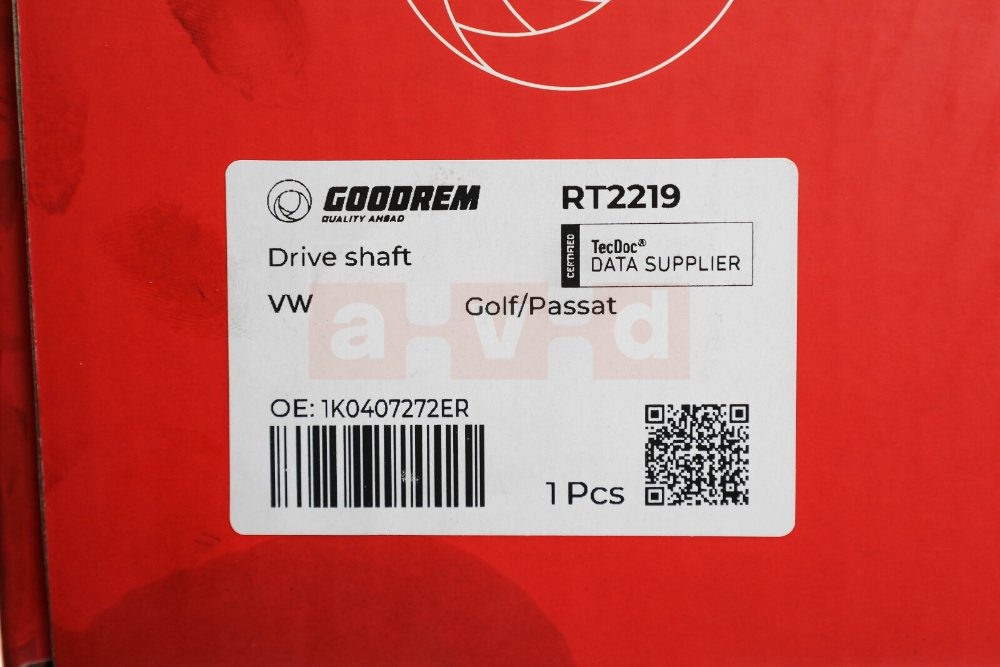 GOODREM
QUALITY AHEAD
RT2219
CERTIFIED
TecDoc®
DATA SUPPLIER
Drive shaft
VW
Golf/Passat
a-v-d
OE: 1K0407272ER
1 Pcs